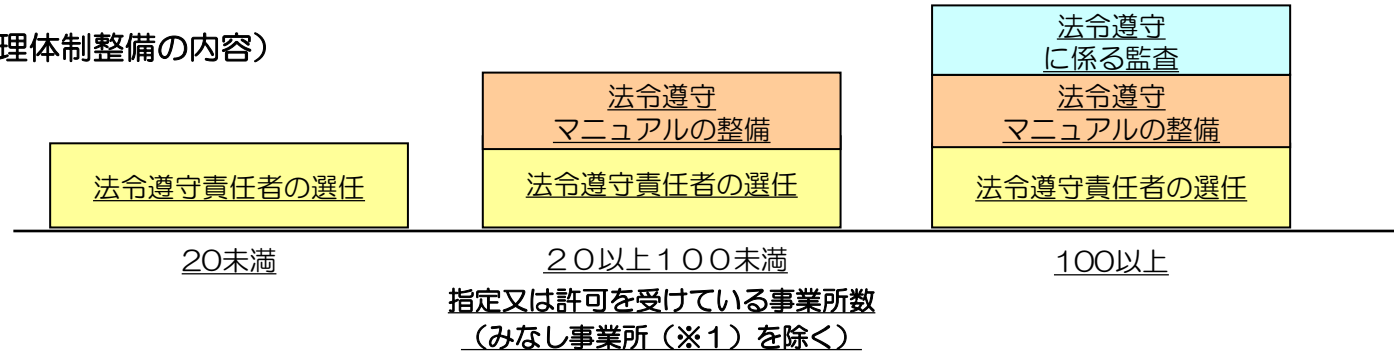 理体制整備の内容）
法令遵守
に係る監査
法令遵守
マニュアルの整備
法令遵守
マニュアルの整備
法令遵守責任者の選任
法令遵守責任者の選任
法令遵守責任者の選任
20未満
２０以上１００未満
100以上
指定又は許可を受けている事業所数
（みなし事業所（※１）を除く）